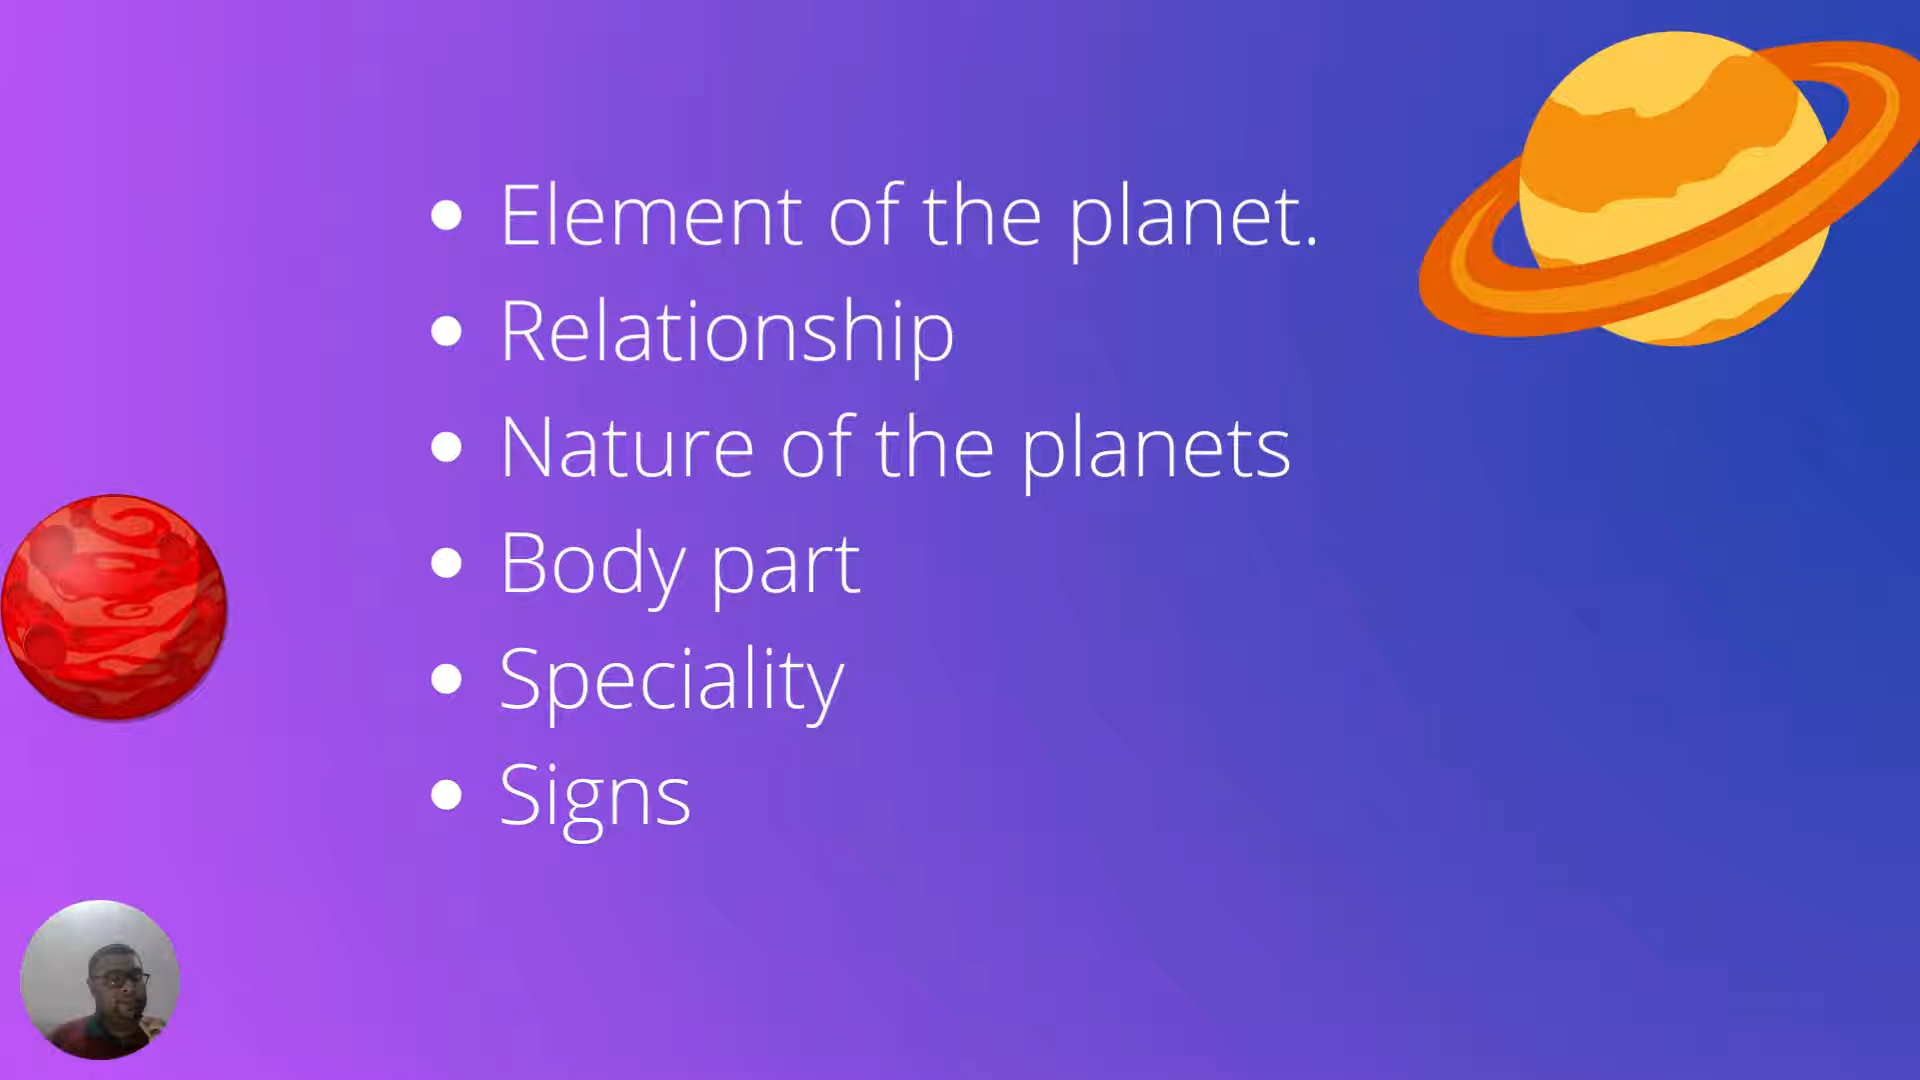 Element of the planet.
Relationship
Nature of the planets
Body part
Speciality
Signs